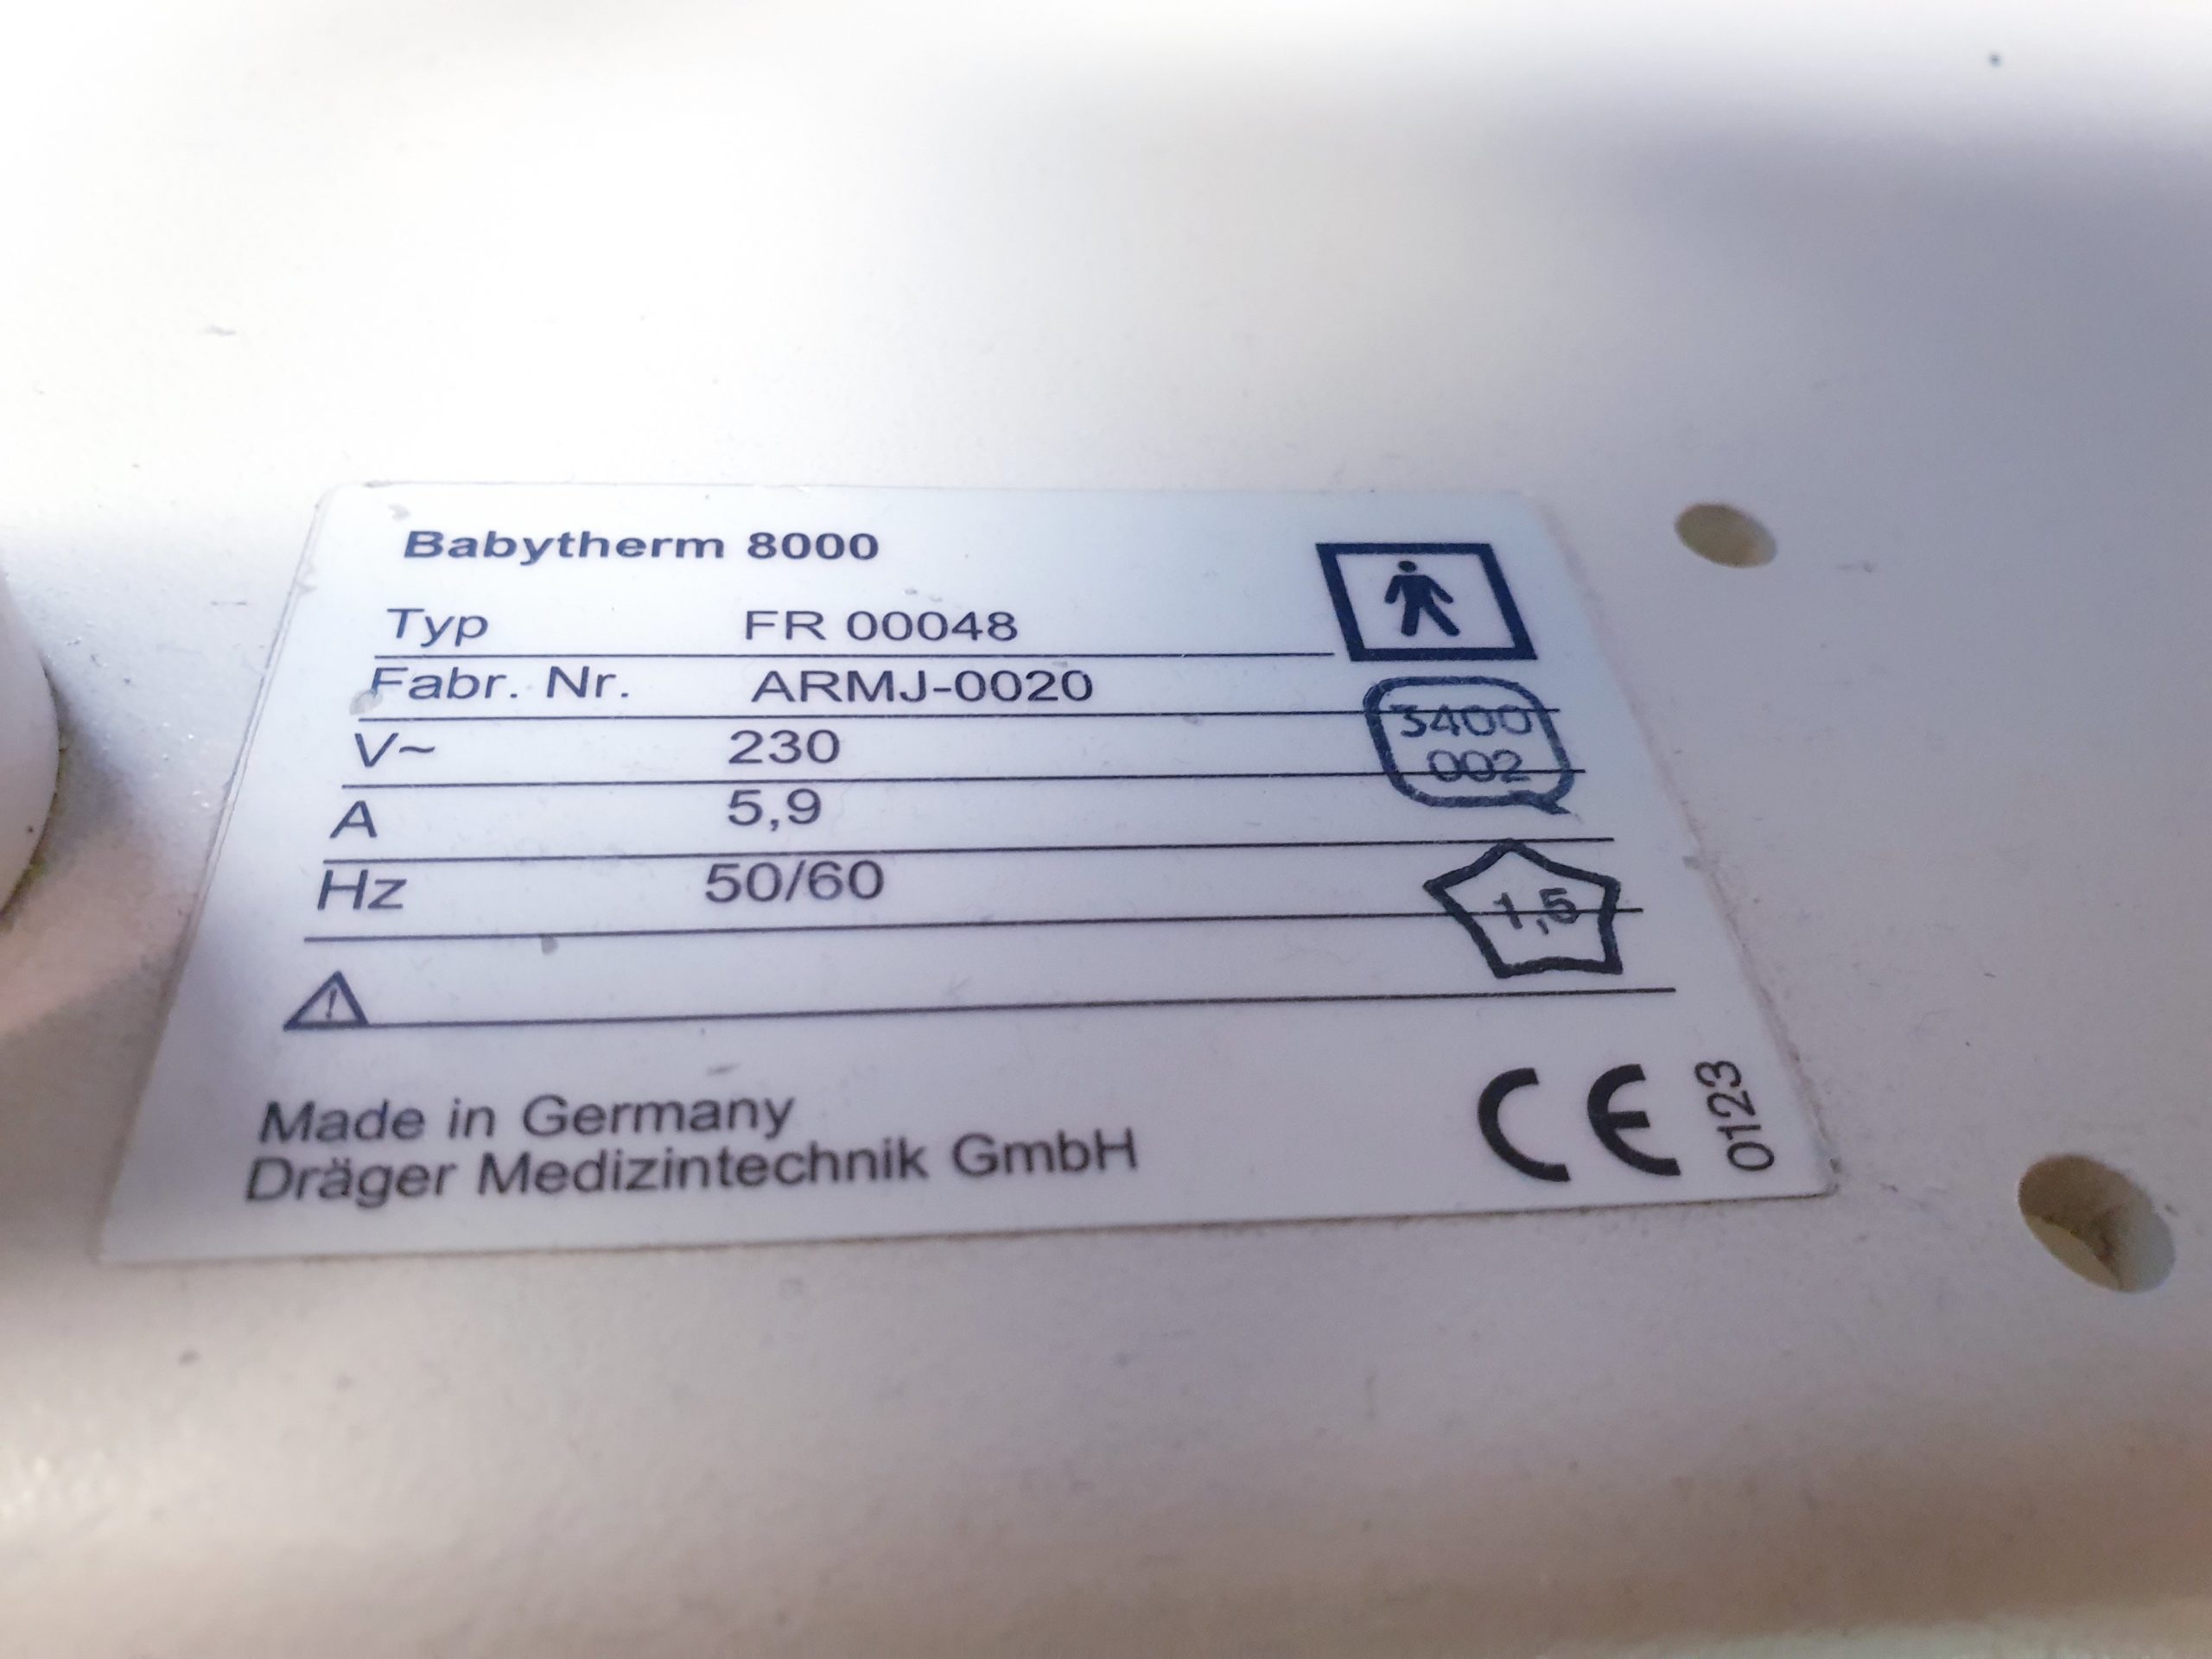 Babytherm 8000
Typ FR 00048
Fabr. Nr. ARMJ-0020
3400
002
V~ 230
A 5,9
Hz 50/60
1,5
Made in Germany
Dräger Medizintechnik GmbH
CE 0123